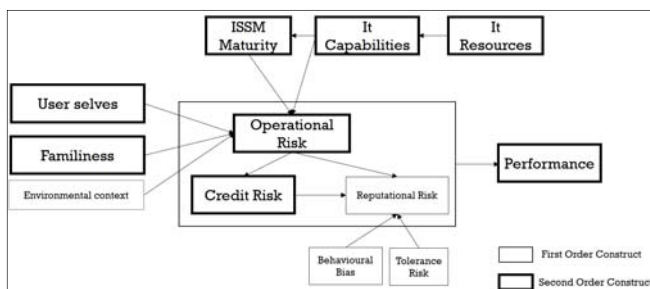 ISSM
Maturity
It
Capabilities
It
Resources
User selves
Operational
Risk
Familiness
Performance
Environmental context
Credit Risk
Reputational Risk
Behavioural
Bias
Tolerance
Risk
First Order Construct
Second Order Construct